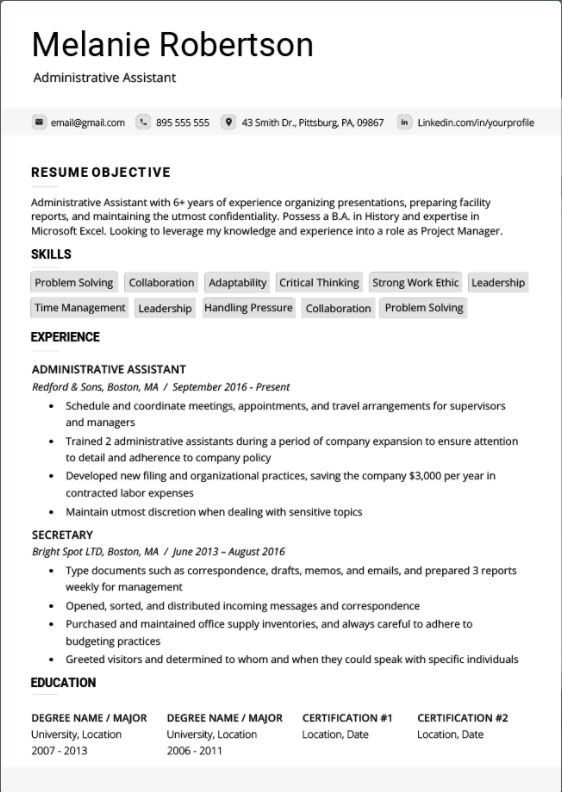 Melanie Robertson
Administrative Assistant
email@gmail.com 895 555 555 43 Smith Dr., Pittsburg, PA, 09867 Linkedin.com/in/yourprofile
RESUME OBJECTIVE
Administrative Assistant with 6+ years of experience organizing presentations, preparing facility
reports, and maintaining the utmost confidentiality. Possess a B.A. in History and expertise in
Microsoft Excel. Looking to leverage my knowledge and experience into a role as Project Manager.
SKILLS
Problem Solving Collaboration Adaptability Critical Thinking Strong Work Ethic Leadership
Time Management Leadership Handling Pressure Collaboration Problem Solving
EXPERIENCE
ADMINISTRATIVE ASSISTANT
Redford & Sons, Boston, MA / September 2016 - Present
• Schedule and coordinate meetings, appointments, and travel arrangements for supervisors
and managers
• Trained 2 administrative assistants during a period of company expansion to ensure attention
to detail and adherence to company policy
• Developed new filing and organizational practices, saving the company $3,000 per year in
contracted labor expenses
• Maintain utmost discretion when dealing with sensitive topics
SECRETARY
Bright Spot LTD, Boston, MA / June 2013 – August 2016
• Type documents such as correspondence, drafts, memos, and emails, and prepared 3 reports
weekly for management
• Opened, sorted, and distributed incoming messages and correspondence
• Purchased and maintained office supply inventories, and always careful to adhere to
budgeting practices
• Greeted visitors and determined to whom and when they could speak with specific individuals
EDUCATION
DEGREE NAME / MAJOR DEGREE NAME / MAJOR CERTIFICATION #1 CERTIFICATION #2
University, Location University, Location Location, Date Location, Date
2007 - 2013 2006 - 2011